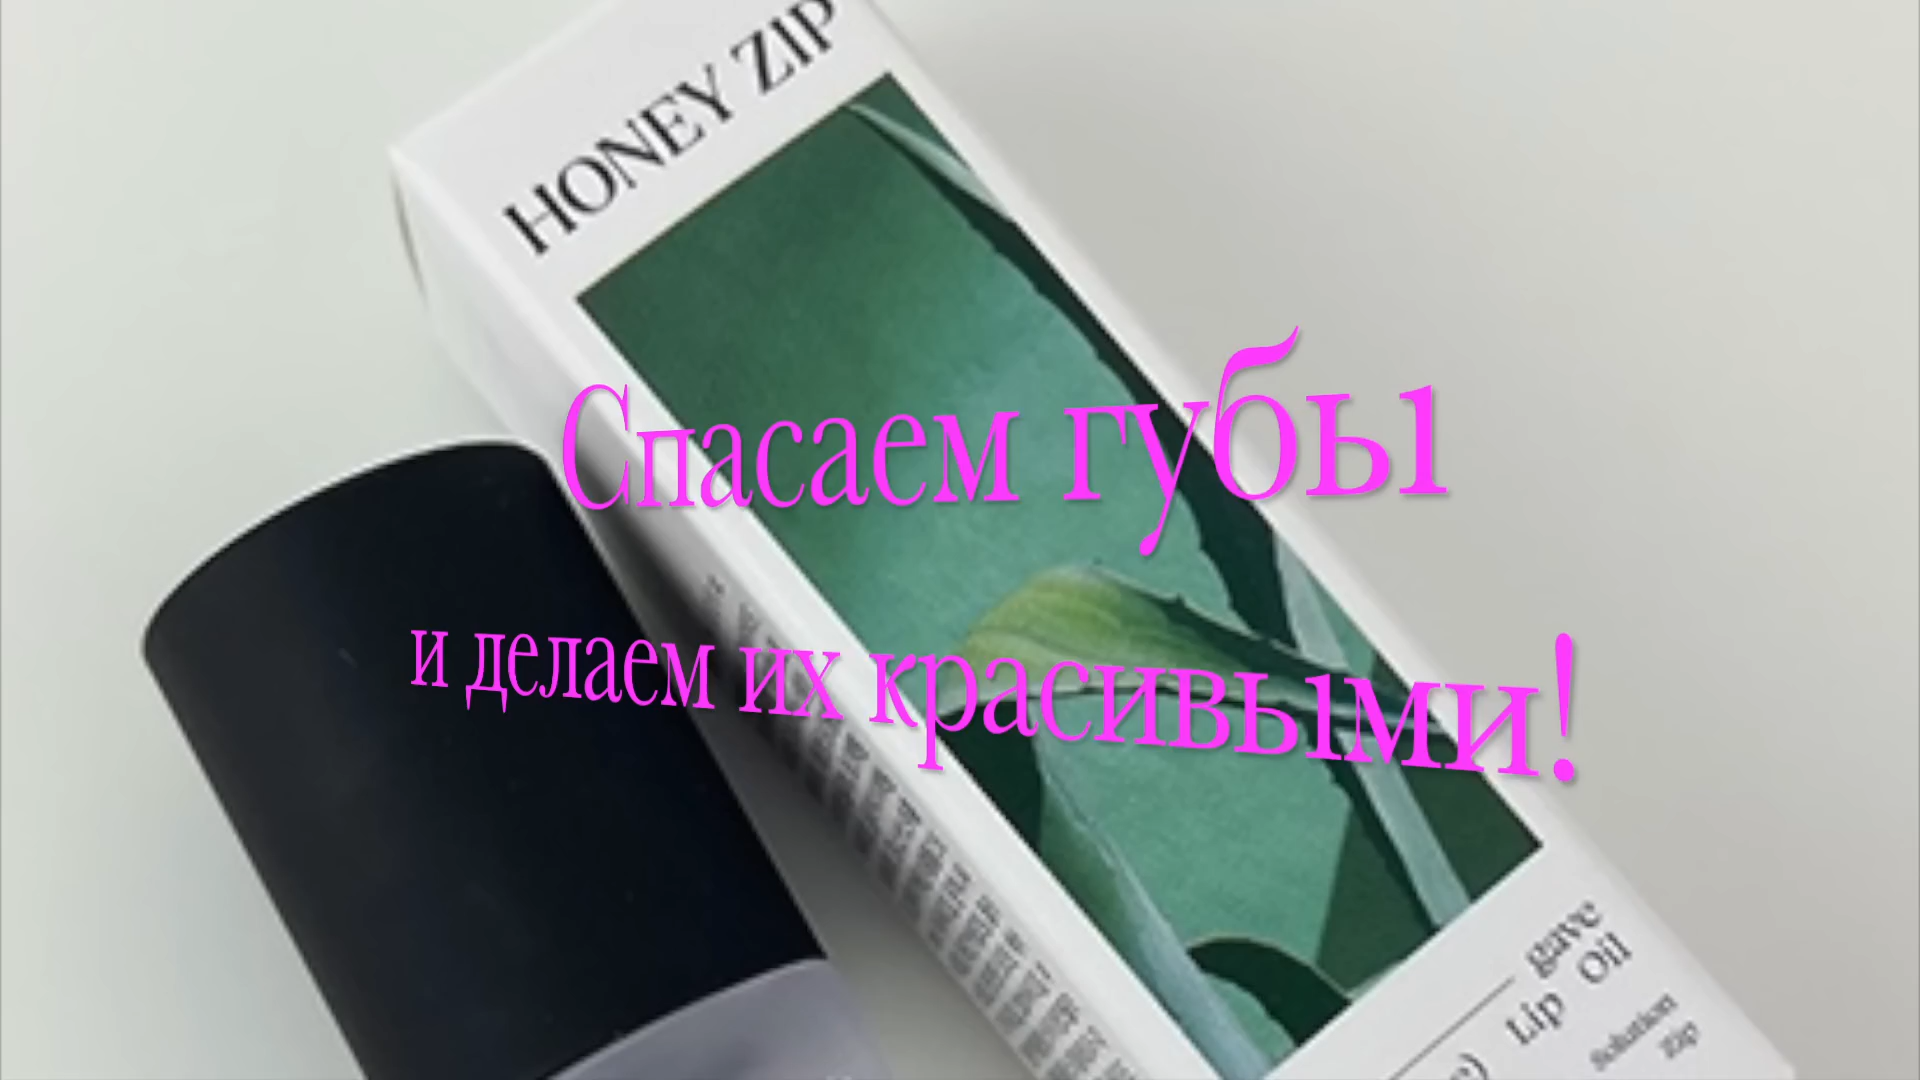 HONEY ZIP
Спасаем губы
и делаем их красивыми!
gave
Lip Oil
Solution
Zip